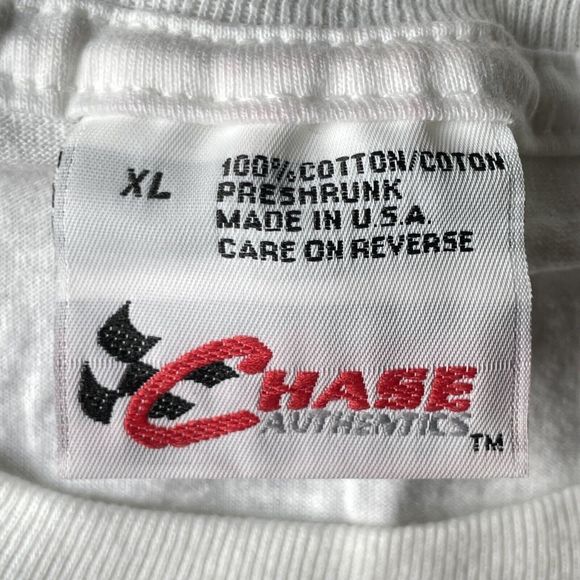 XL
100% COTTON/COTON
PRESHRUNK
MADE IN U.S.A.
CARE ON REVERSE
CHASE
AUTHENTICS
TM